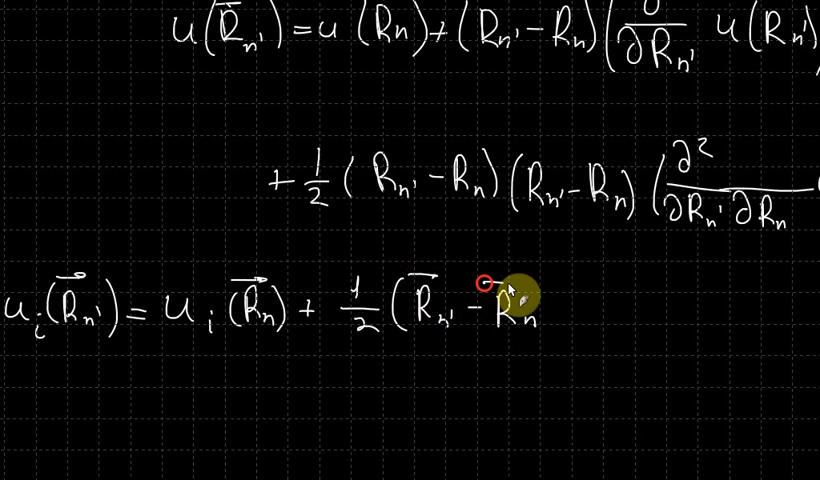 u(R⃗ₙ') = u (Rₙ) + (Rₙ' − Rₙ) (∂/∂Rₙ' u(Rₙ')
+ 1/2 (Rₙ' − Rₙ) (Rₙ' − Rₙ) (∂²/∂Rₙ' ∂Rₙ
uᵢ(R⃗ₙ') = uᵢ (R⃗ₙ) + 1/2 (R⃗ₙ' − Rₙ